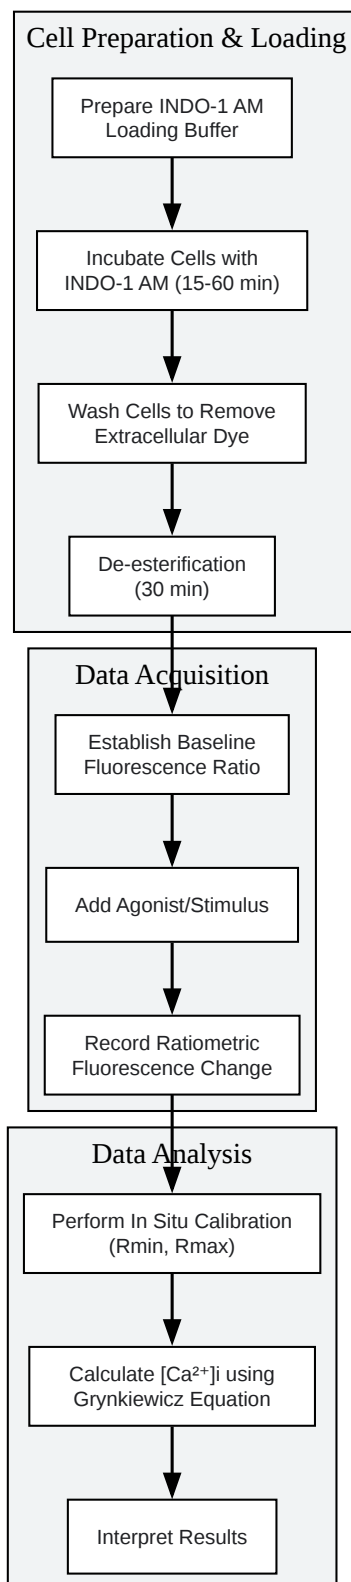 Cell Preparation & Loading
Prepare INDO-1 AM
Loading Buffer
Incubate Cells with
INDO-1 AM (15-60 min)
Wash Cells to Remove
Extracellular Dye
De-esterification
(30 min)
Data Acquisition
Establish Baseline
Fluorescence Ratio
Add Agonist/Stimulus
Record Ratiometric
Fluorescence Change
Data Analysis
Perform In Situ Calibration
(Rmin, Rmax)
Calculate [Ca²⁺]i using
Grynkiewicz Equation
Interpret Results